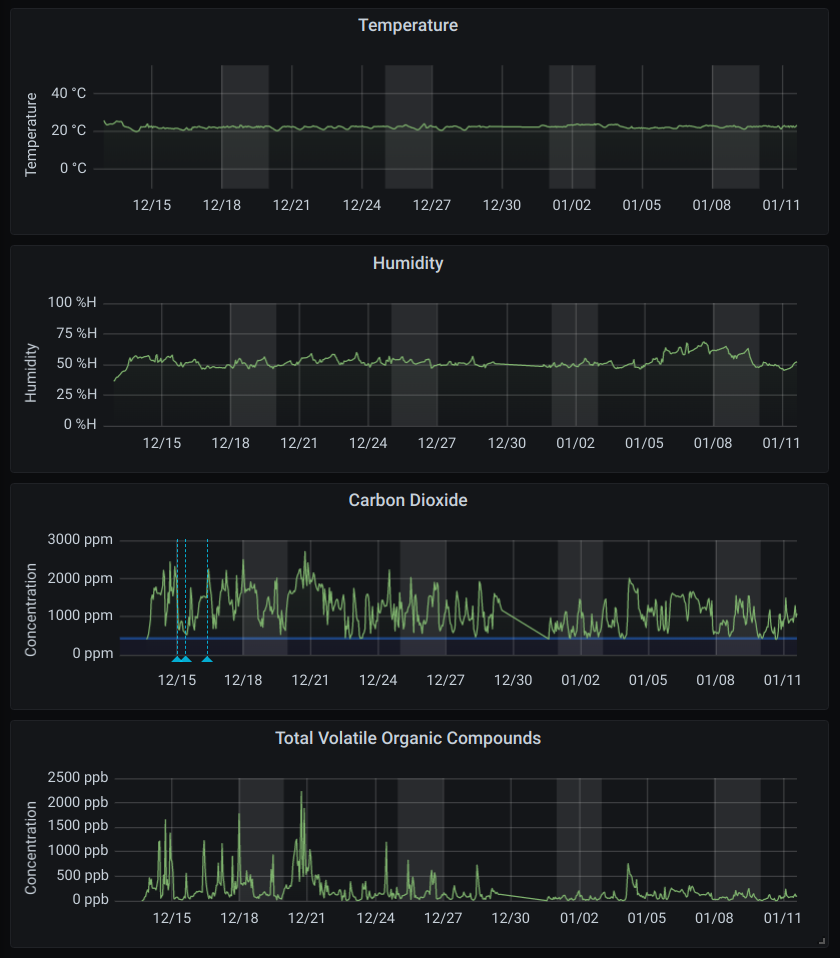 Temperature
Temperature
40 °C
20 °C
0 °C
12/15 12/18 12/21 12/24 12/27 12/30 01/02 01/05 01/08 01/11
Humidity
Humidity
100 %H
75 %H
50 %H
25 %H
0 %H
12/15 12/18 12/21 12/24 12/27 12/30 01/02 01/05 01/08 01/11
Carbon Dioxide
Concentration
3000 ppm
2000 ppm
1000 ppm
0 ppm
12/15 12/18 12/21 12/24 12/27 12/30 01/02 01/05 01/08 01/11
Total Volatile Organic Compounds
Concentration
2500 ppb
2000 ppb
1500 ppb
1000 ppb
500 ppb
0 ppb
12/15 12/18 12/21 12/24 12/27 12/30 01/02 01/05 01/08 01/11